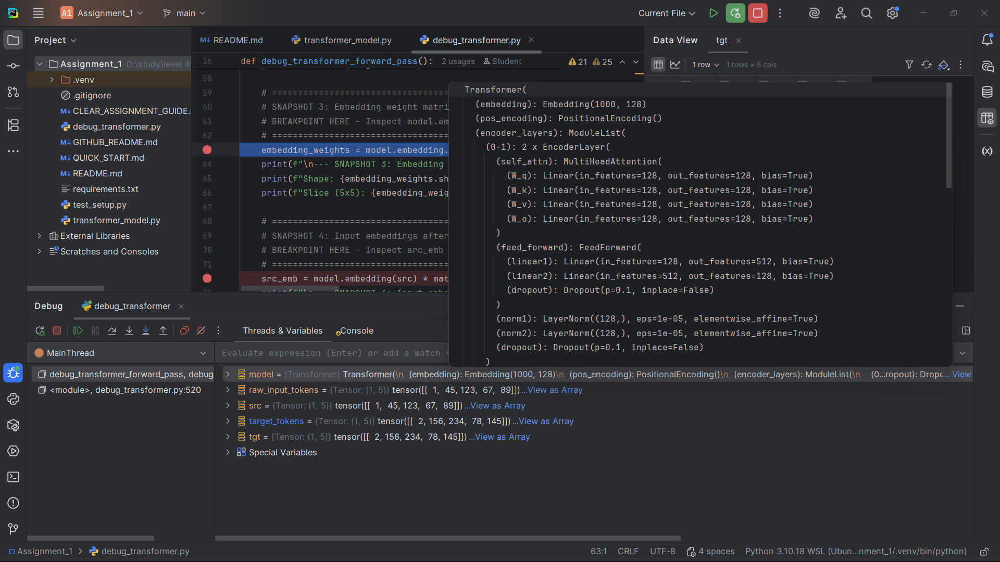 A1 Assignment_1
main
Current File
Project
Assignment_1 D:\study\level 4\
.venv
.gitignore
CLEAR_ASSIGNMENT_GUIDE.
debug_transformer.py
GITHUB_README.md
QUICK_START.md
README.md
requirements.txt
test_setup.py
transformer_model.py
External Libraries
Scratches and Consoles
README.md
transformer_model.py
debug_transformer.py
16 def debug_transformer_forward_pass(): 2 usages Student
21 25
58
59 # ==================================
60 # SNAPSHOT 3: Embedding weight matri
61 # BREAKPOINT HERE - Inspect model.em
62 # ==================================
embedding_weights = model.embedding.
64 print(f"\n--- SNAPSHOT 3: Embedding
65 print(f"Shape: {embedding_weights.sh
66 print(f"Slice (5x5): {embedding_weig
67
68 # ==================================
69 # SNAPSHOT 4: Input embeddings after
70 # BREAKPOINT HERE - Inspect src_emb
71 # ==================================
src_emb = model.embedding(src) * mat
Data View
tgt
1 row
1 rows × 5 cols
Transformer(
(embedding): Embedding(1000, 128)
(pos_encoding): PositionalEncoding()
(encoder_layers): ModuleList(
(0-1): 2 x EncoderLayer(
(self_attn): MultiHeadAttention(
(W_q): Linear(in_features=128, out_features=128, bias=True)
(W_k): Linear(in_features=128, out_features=128, bias=True)
(W_v): Linear(in_features=128, out_features=128, bias=True)
(W_o): Linear(in_features=128, out_features=128, bias=True)
)
(feed_forward): FeedForward(
(linear1): Linear(in_features=128, out_features=512, bias=True)
(linear2): Linear(in_features=512, out_features=128, bias=True)
(dropout): Dropout(p=0.1, inplace=False)
)
(norm1): LayerNorm((128,), eps=1e-05, elementwise_affine=True)
(norm2): LayerNorm((128,), eps=1e-05, elementwise_affine=True)
(dropout): Dropout(p=0.1, inplace=False)
)
Debug
debug_transformer
Threads & Variables
Console
MainThread
Evaluate expression (Enter) or add a watch (
debug_transformer_forward_pass, debug_
<module>, debug_transformer.py:520
model = {Transformer} Transformer(\n (embedding): Embedding(1000, 128)\n (pos_encoding): PositionalEncoding()\n (encoder_layers): ModuleList(\n (0...ropout): Dropo... View
raw_input_tokens = {Tensor: (1, 5)} tensor([[ 1, 45, 123, 67, 89]]) ...View as Array
src = {Tensor: (1, 5)} tensor([[ 1, 45, 123, 67, 89]]) ...View as Array
target_tokens = {Tensor: (1, 5)} tensor([[ 2, 156, 234, 78, 145]]) ...View as Array
tgt = {Tensor: (1, 5)} tensor([[ 2, 156, 234, 78, 145]]) ...View as Array
Special Variables
Assignment_1 > debug_transformer.py
63:1 CRLF UTF-8 4 spaces Python 3.10.18 WSL (Ubun...nment_1/.venv/bin/python)